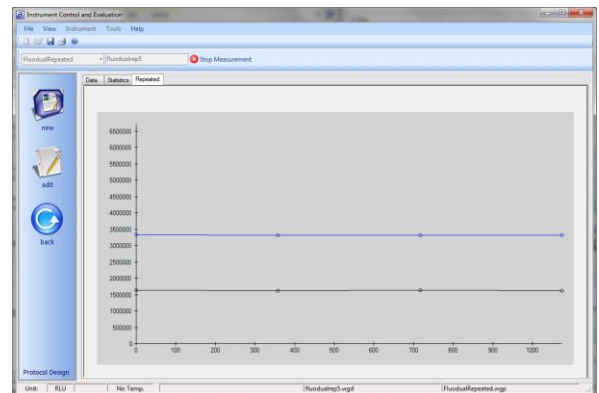 Instrument Control and Evaluation
File View Instrument Tools Help
FluodualRepeated fluodualrep5 Stop Measurement
Data Statistics Repeated
new
edit
back
Protocol Design
6500000
6000000
5500000
5000000
4500000
4000000
3500000
3000000
2500000
2000000
1500000
1000000
500000
0
0 100 200 300 400 500 600 700 800 900 1000
Unit: RLU No Temp. fluodualrep5.wgd FluodualRepeated.wgp